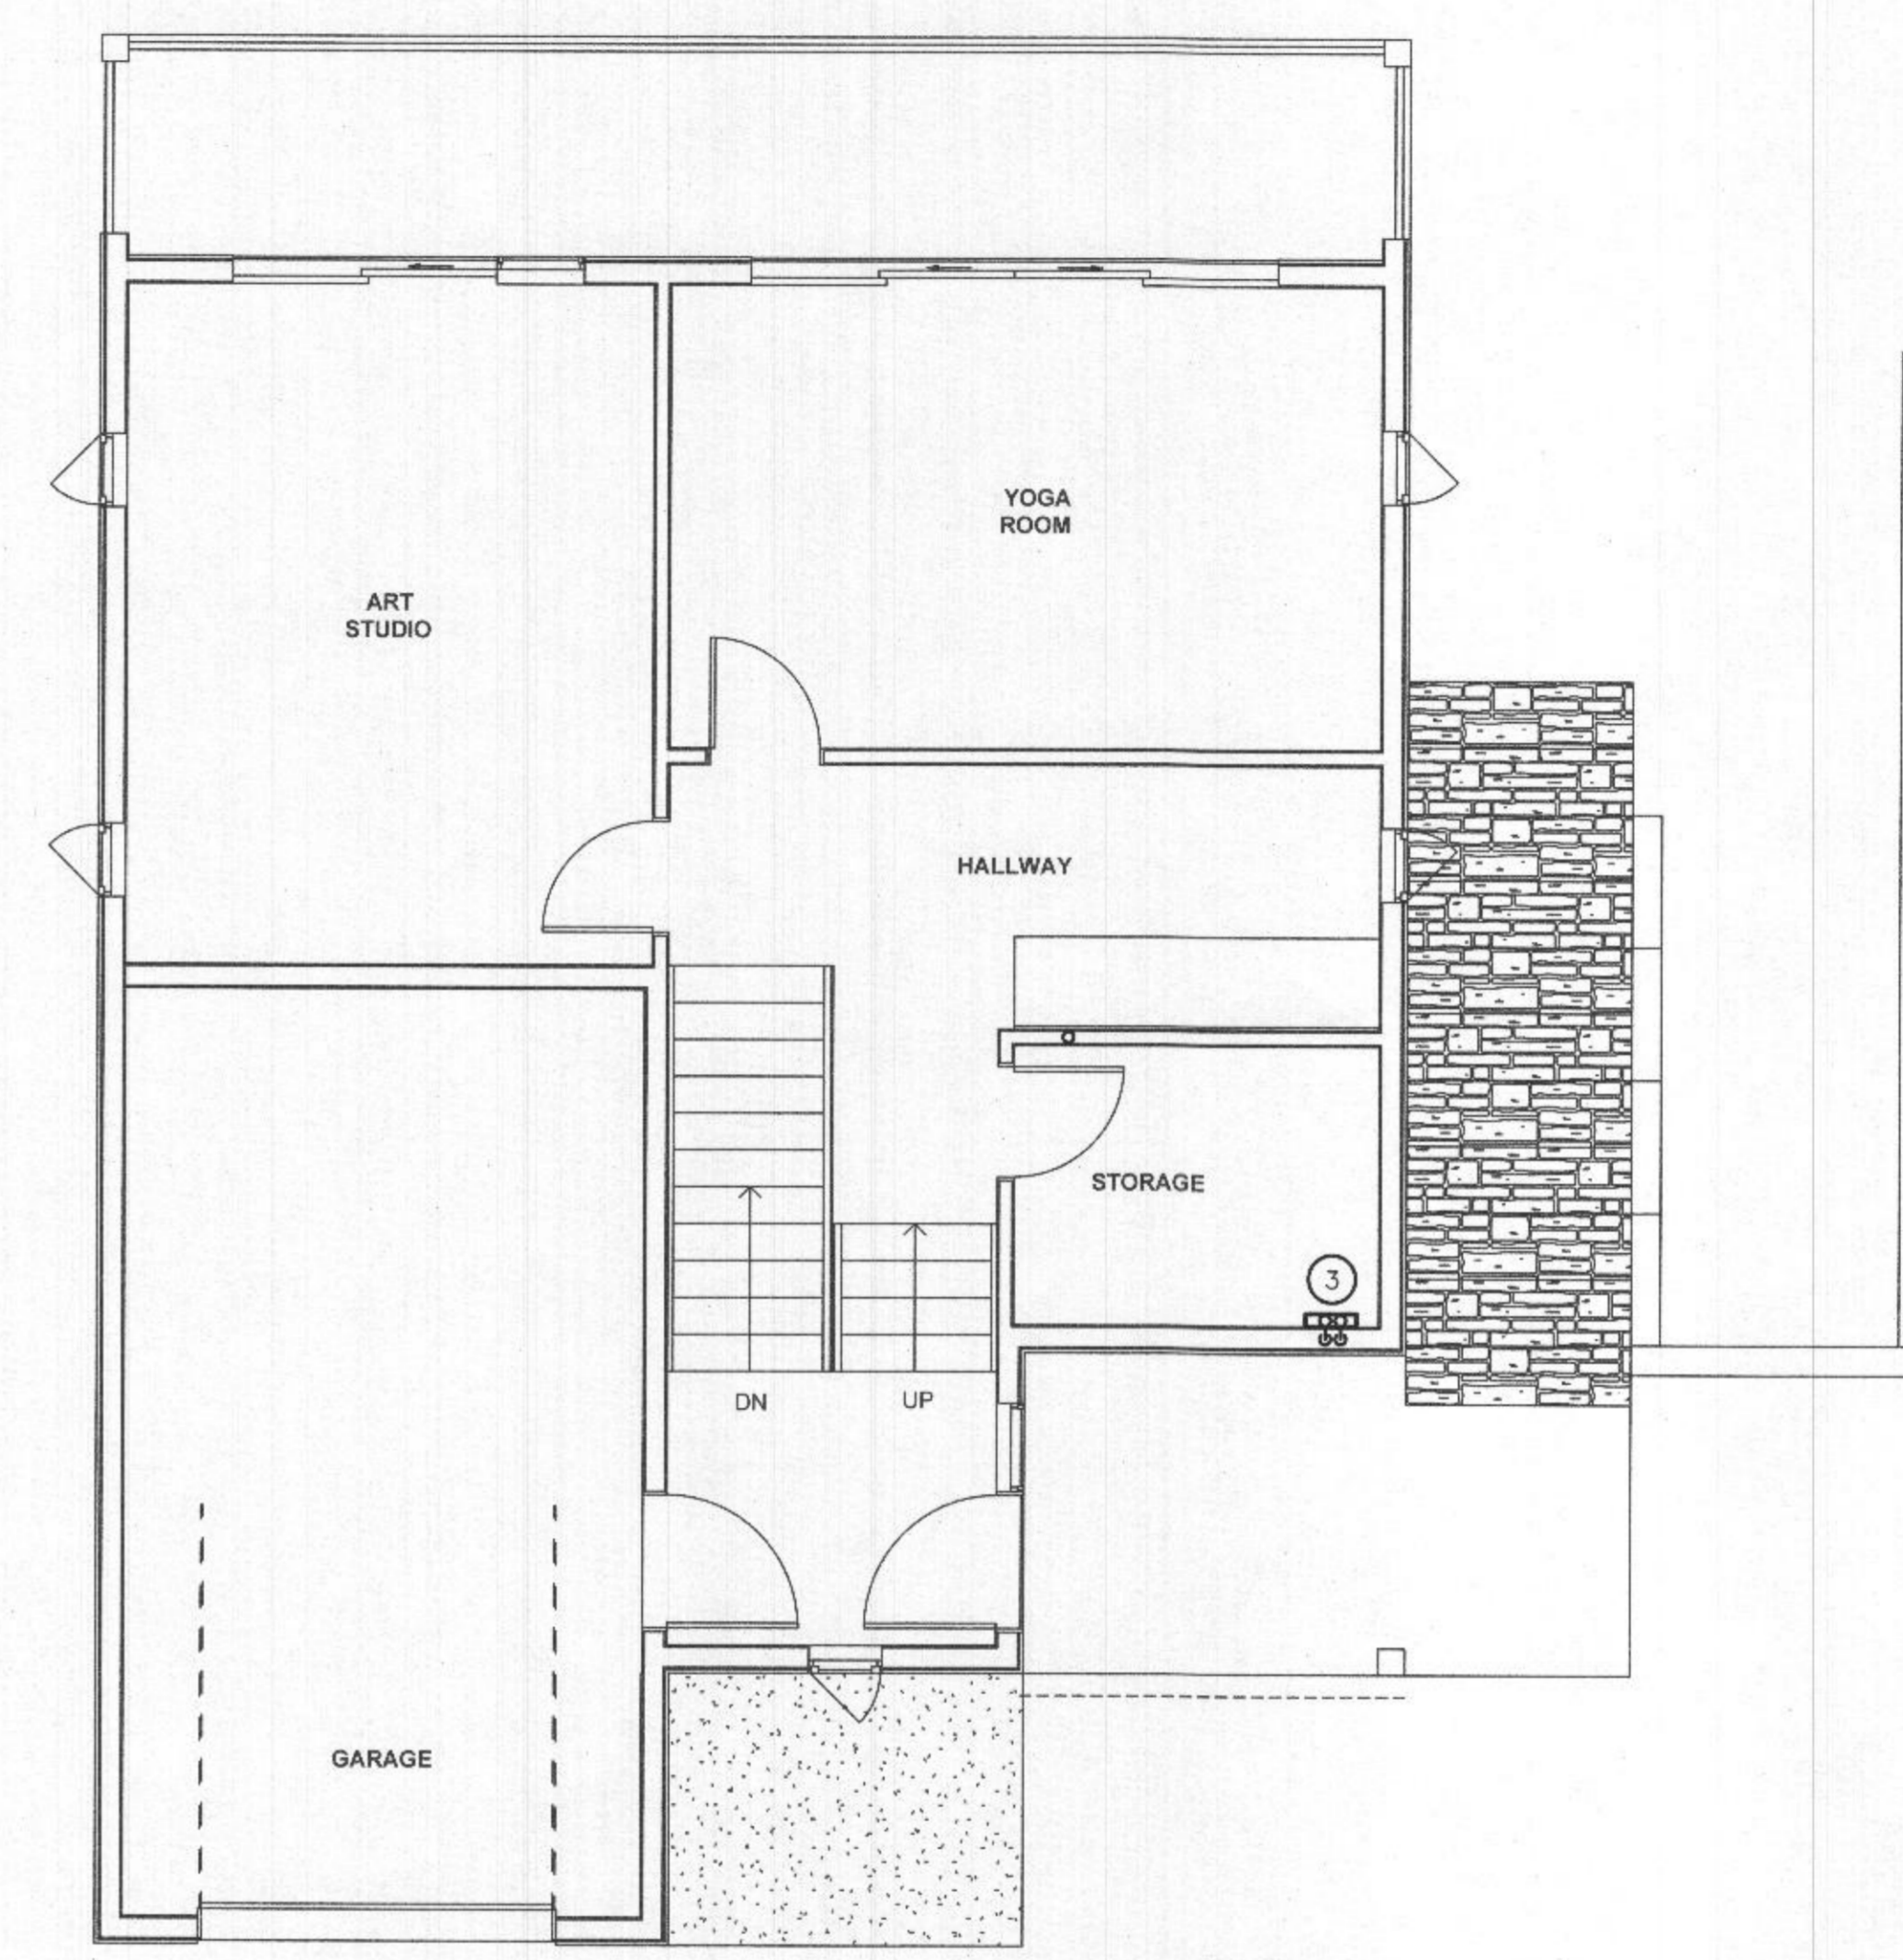 YOGA
ROOM
ART
STUDIO
HALLWAY
STORAGE
3
DN
UP
GARAGE